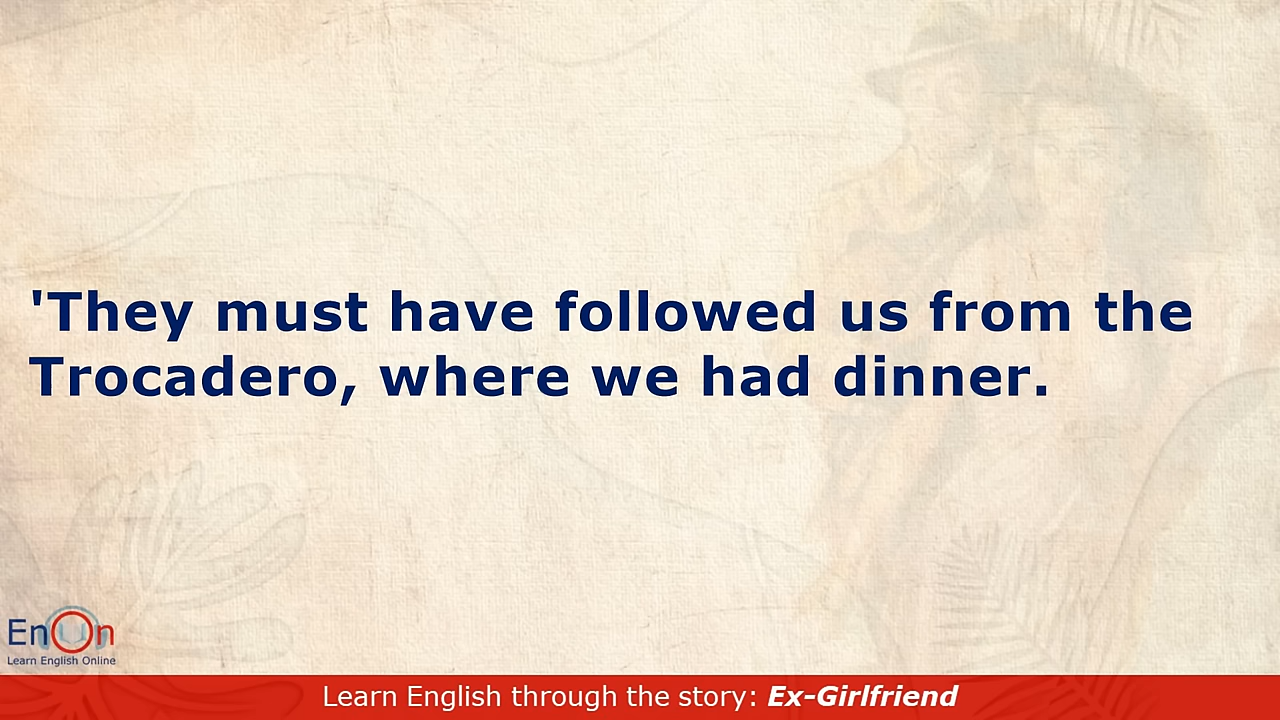 'They must have followed us from the
Trocadero, where we had dinner.
EnOn
Learn English Online
Learn English through the story: Ex-Girlfriend